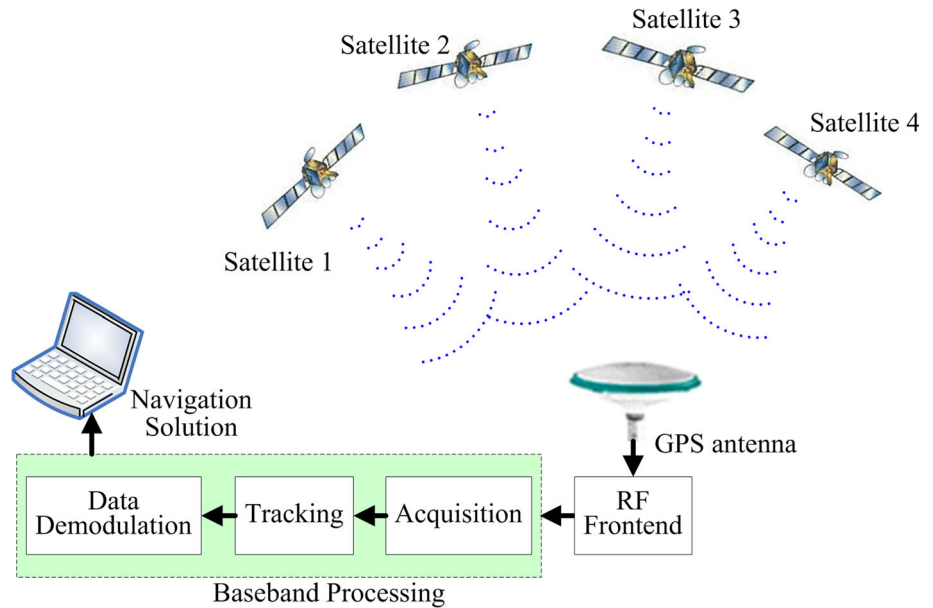 Satellite 3
Satellite 2
Satellite 4
Satellite 1
Navigation
Solution
GPS antenna
Data
Demodulation
Tracking
Acquisition
RF
Frontend
Baseband Processing